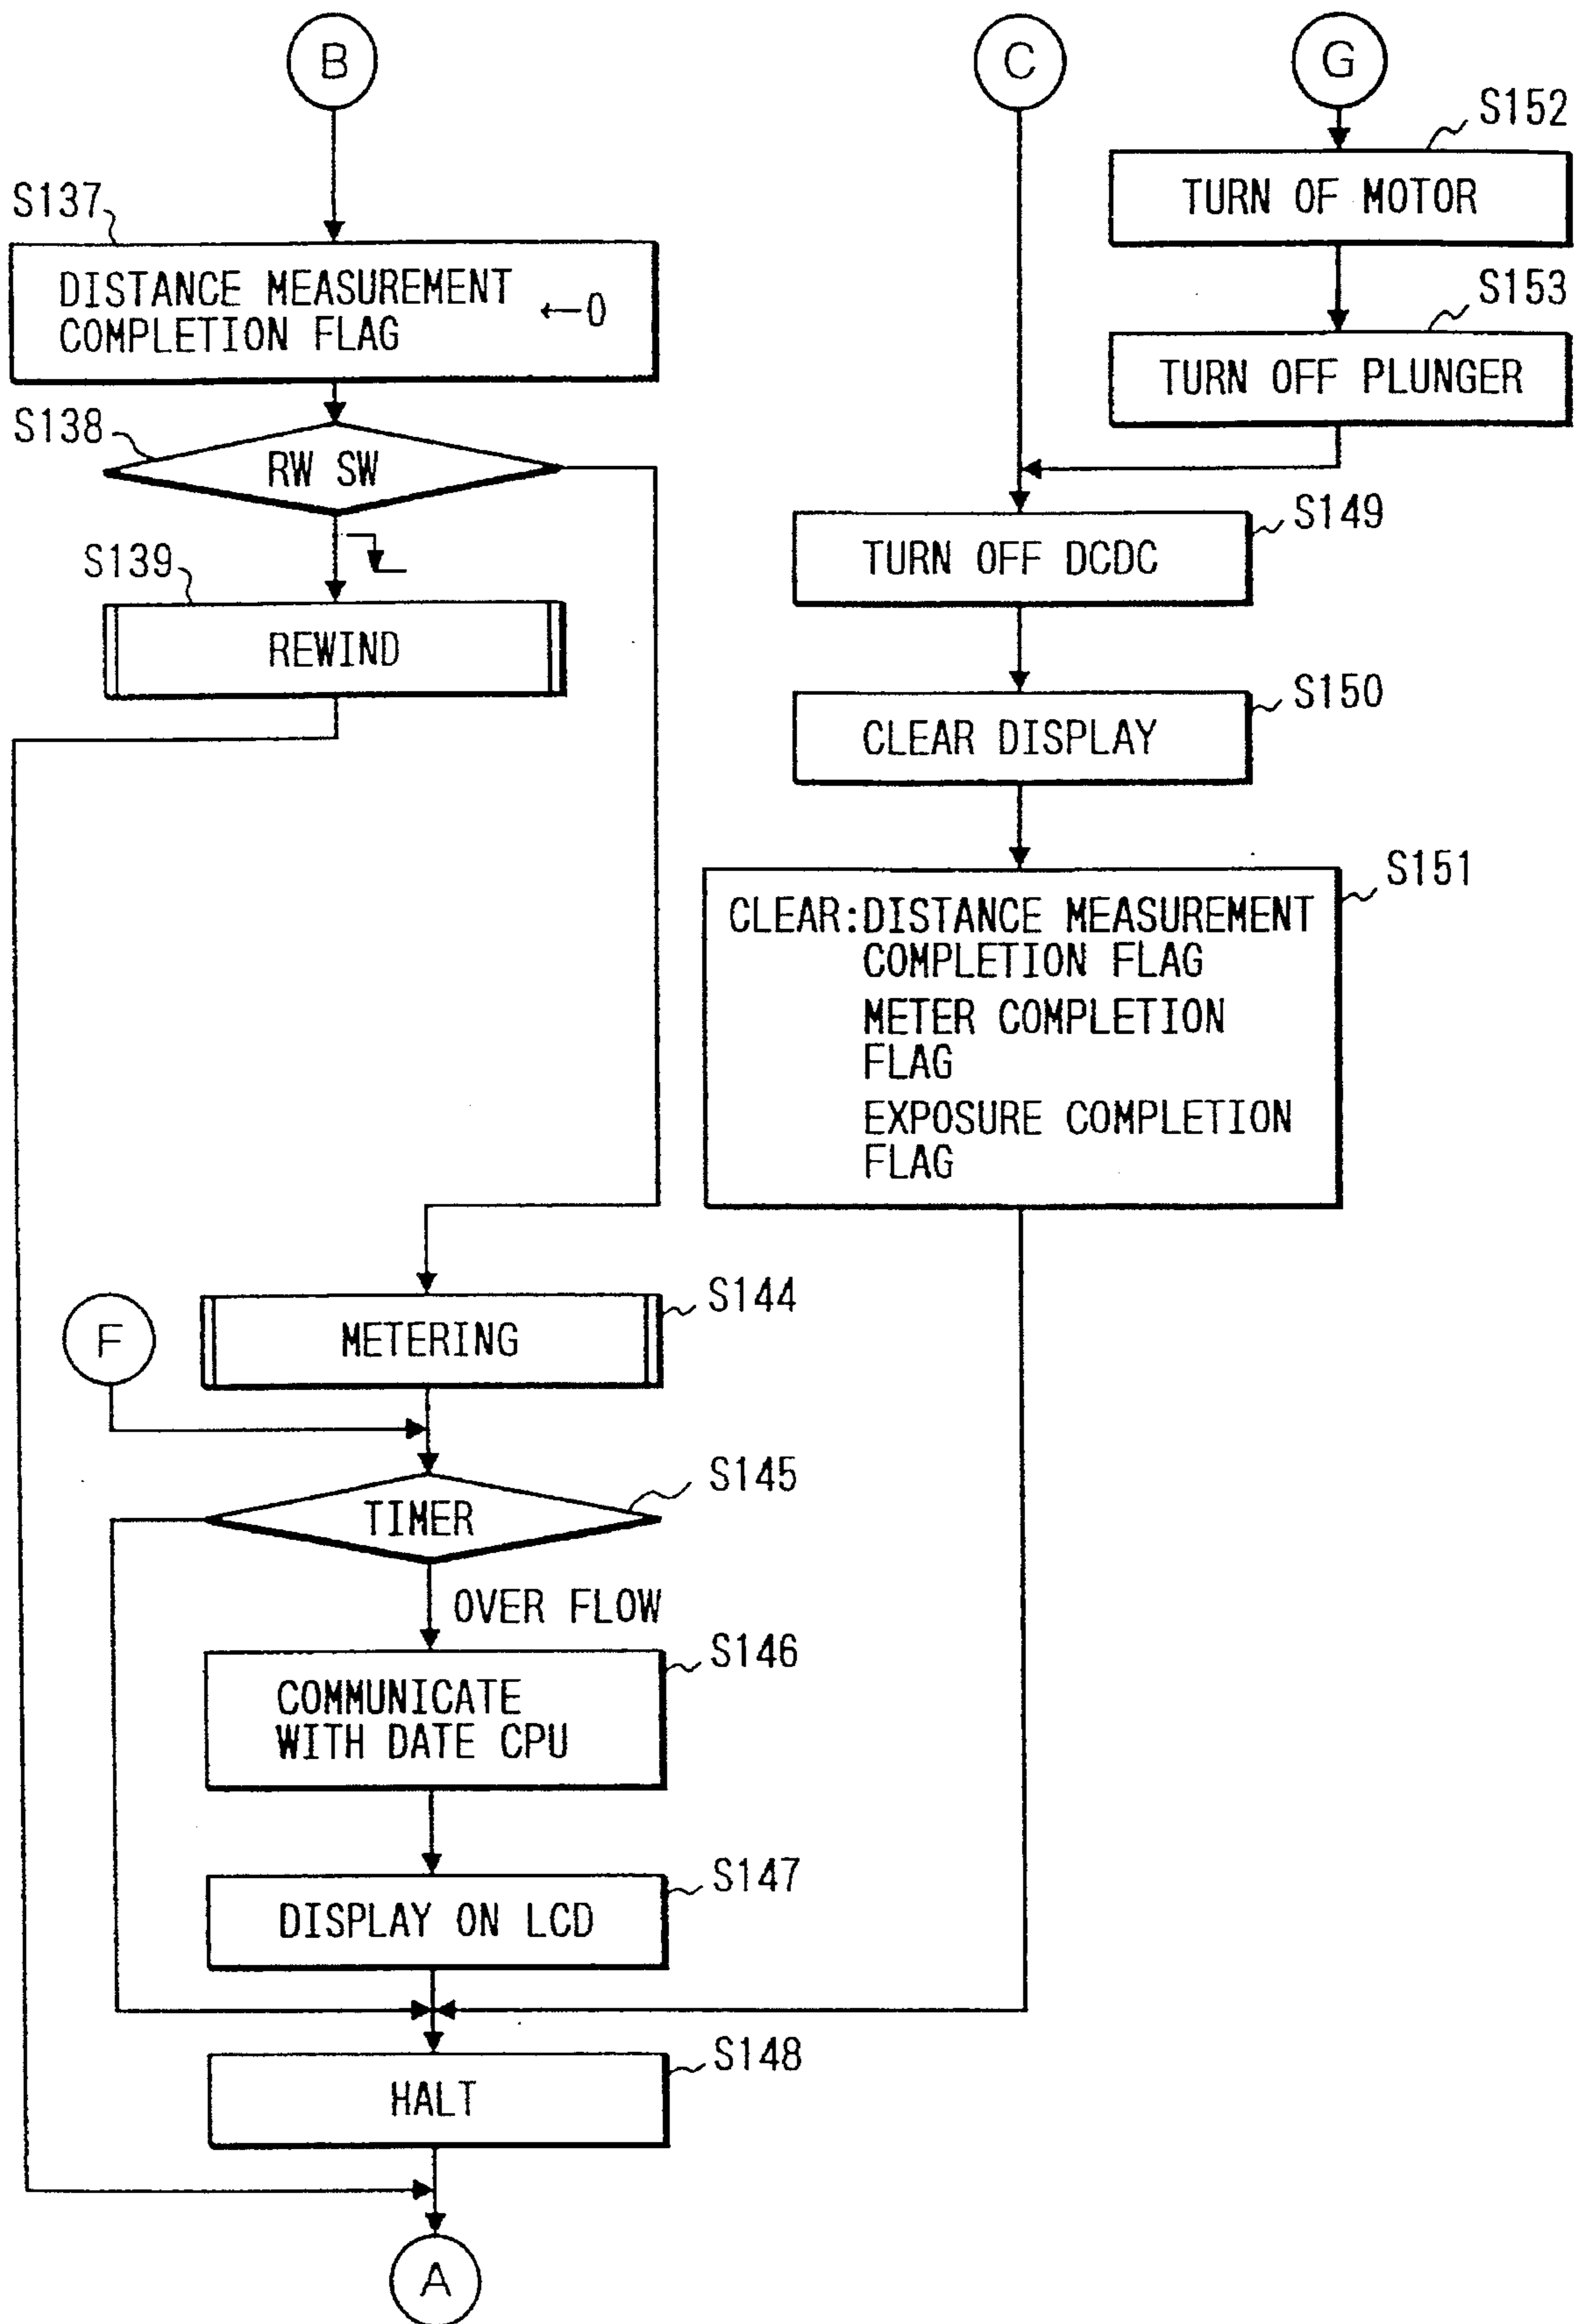 B
C
G
S152
TURN OF MOTOR
S137
DISTANCE MEASUREMENT
COMPLETION FLAG ←0
S153
TURN OFF PLUNGER
S138
RW SW
S149
TURN OFF DCDC
S139
REWIND
S150
CLEAR DISPLAY
S151
CLEAR:DISTANCE MEASUREMENT
COMPLETION FLAG
METER COMPLETION
FLAG
EXPOSURE COMPLETION
FLAG
S144
METERING
F
S145
TIMER
OVER FLOW
S146
COMMUNICATE
WITH DATE CPU
S147
DISPLAY ON LCD
S148
HALT
A